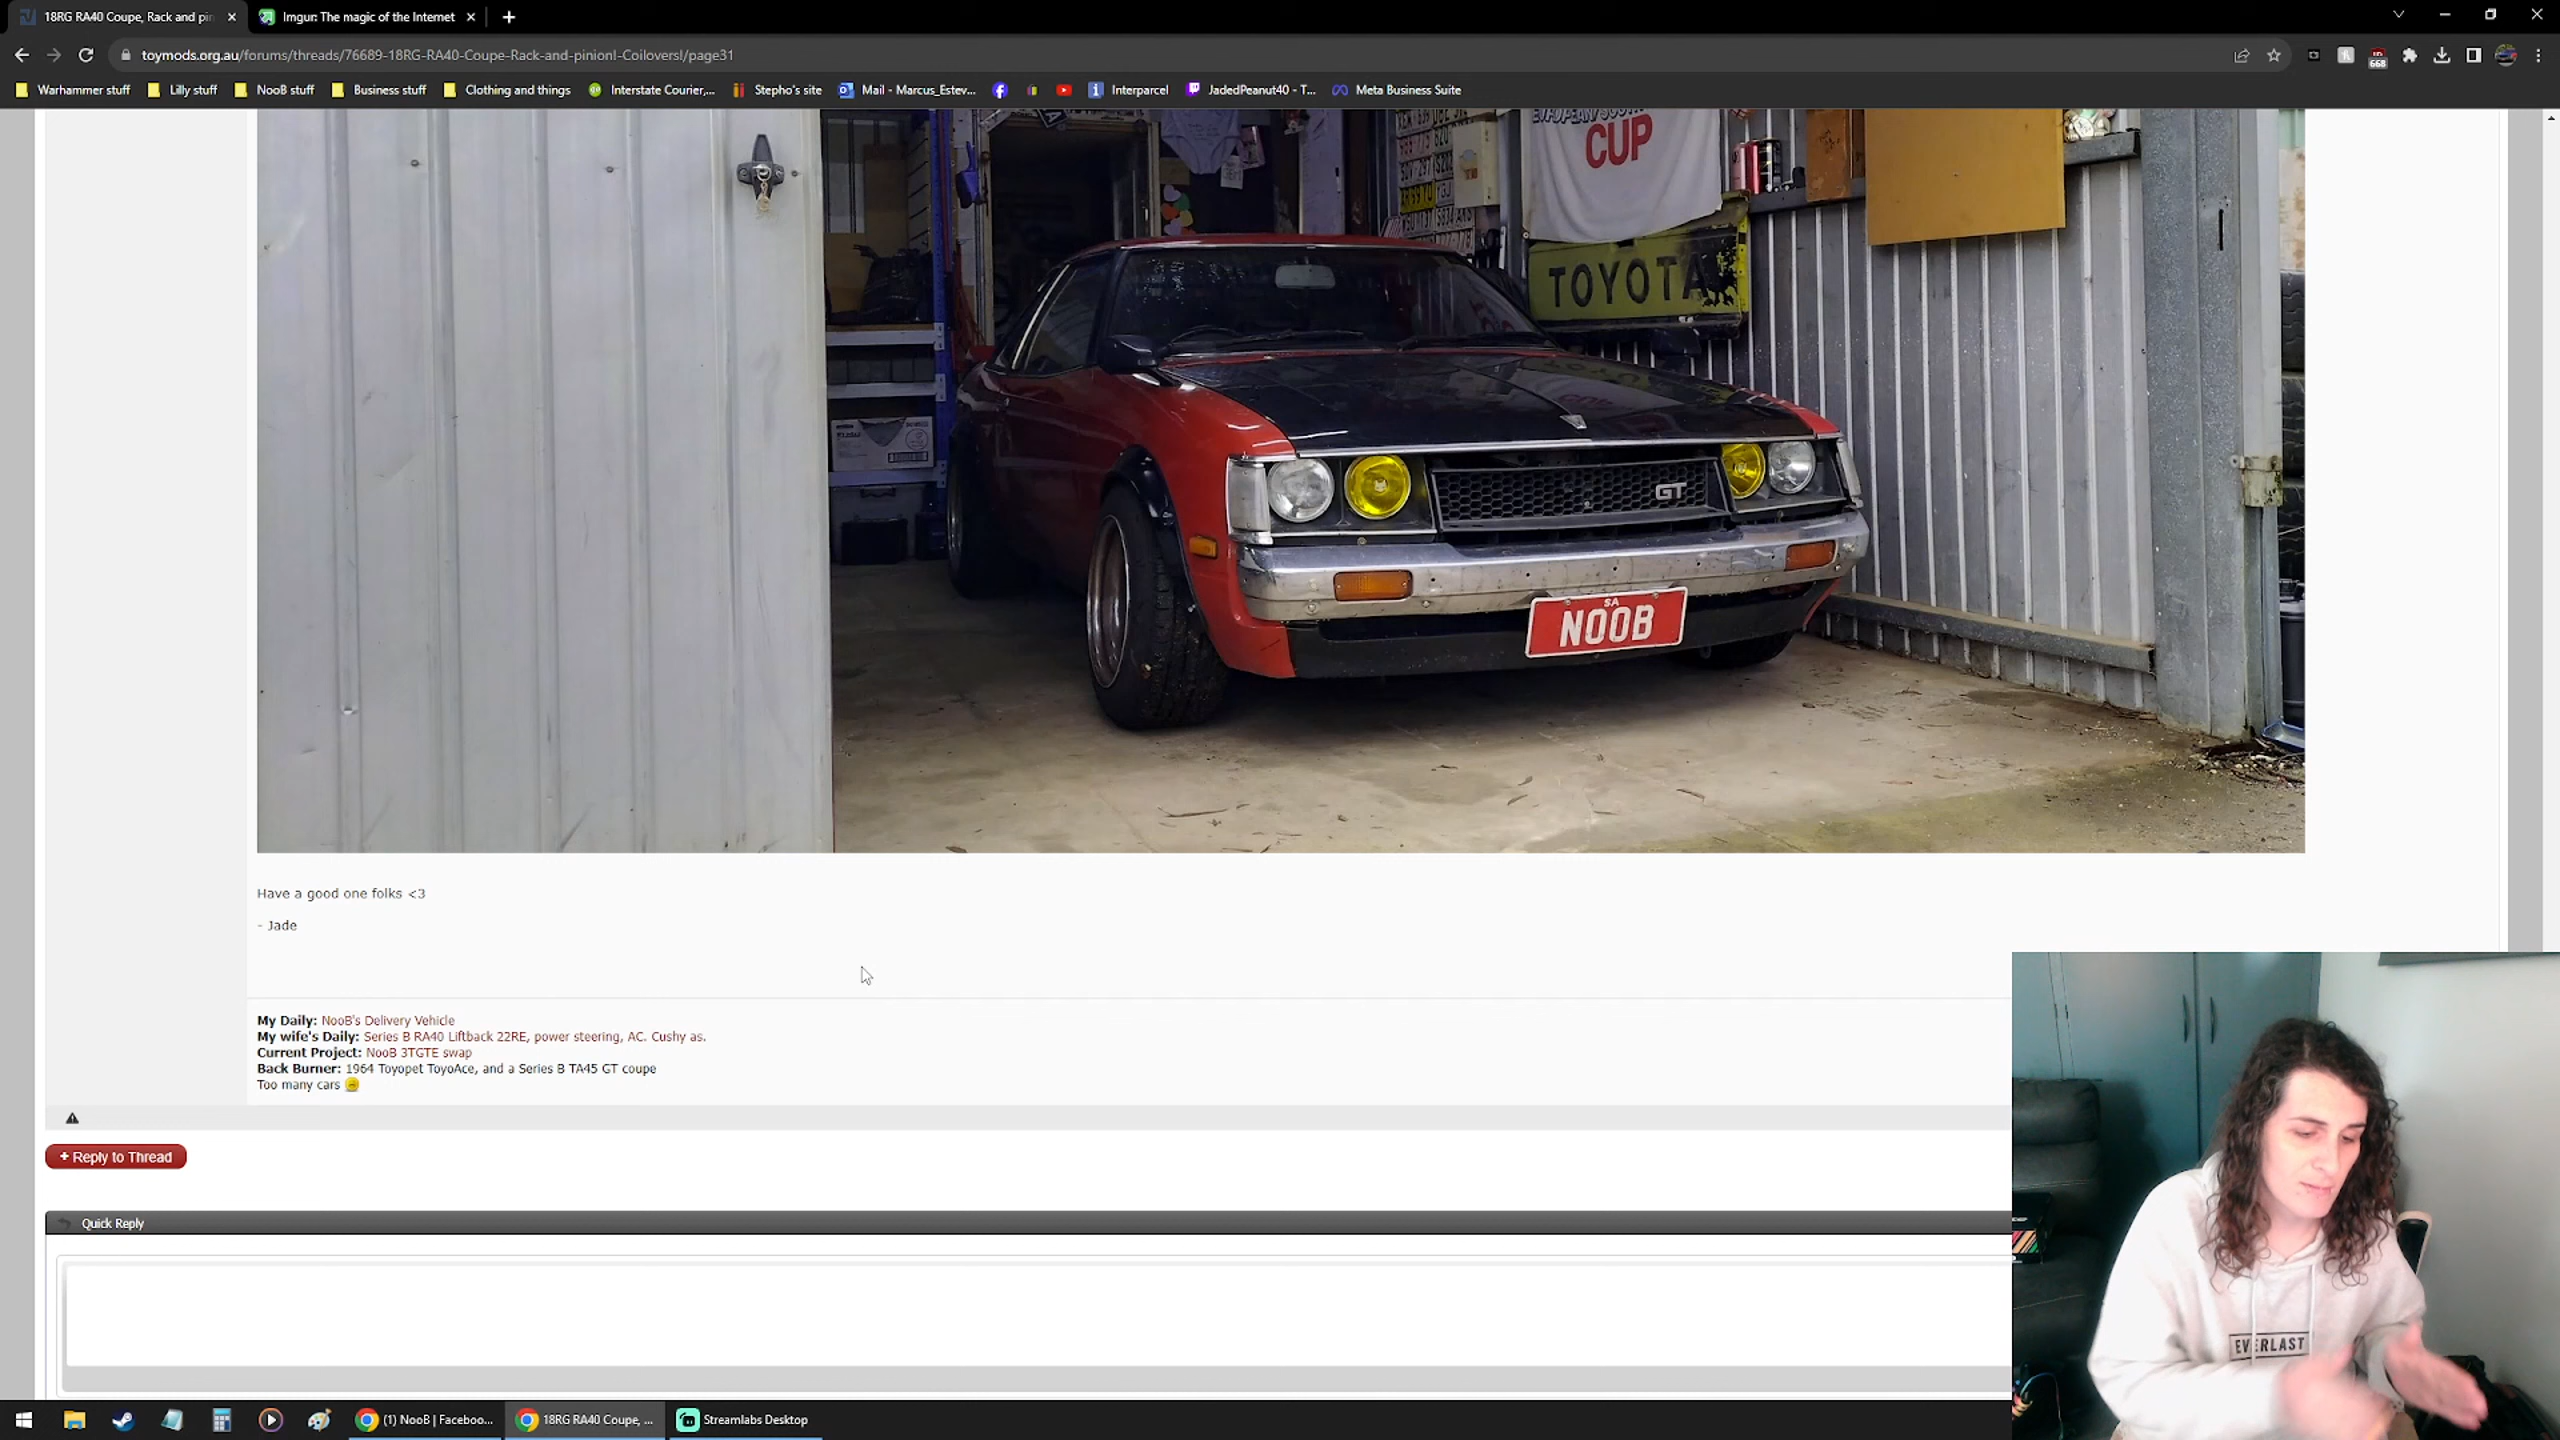 18RG RA40 Coupe, Rack and pin
Imgur: The magic of the Internet
toymods.org.au/forums/threads/76689-18RG-RA40-Coupe-Rack-and-pinion!-Coilovers!/page31
668
Warhammer stuff
Lilly stuff
NooB stuff
Business stuff
Clothing and things
Interstate Courier,...
Stepho's site
Mail - Marcus_Estev...
Interparcel
JadedPeanut40 - T...
Meta Business Suite
CUP
TOYOTA
GT
SA
NOOB
Have a good one folks <3
- Jade
My Daily: NooB's Delivery Vehicle
My wife's Daily: Series B RA40 Liftback 22RE, power steering, AC. Cushy as.
Current Project: NooB 3TGTE swap
Back Burner: 1964 Toyopet ToyoAce, and a Series B TA45 GT coupe
Too many cars
+ Reply to Thread
Quick Reply
EVERLAST
(1) NooB | Faceboo...
18RG RA40 Coupe, ...
Streamlabs Desktop